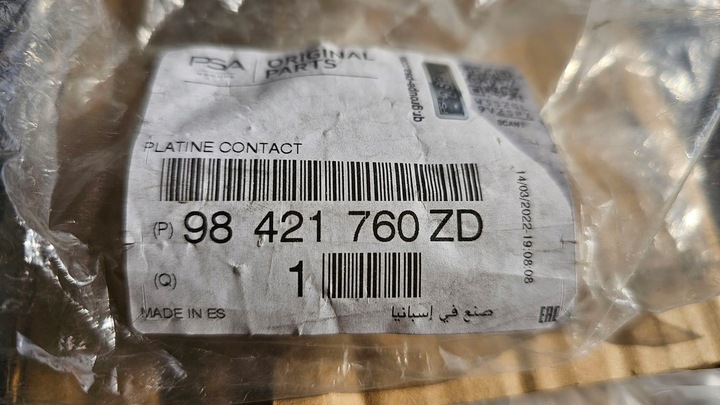 PSA
ORIGINAL
PARTS
PLATINE CONTACT
(P) 98 421 760 ZD
14/03/2022-19:08:08
(Q) 1
MADE IN ES
صنع في إسبانيا
EAC